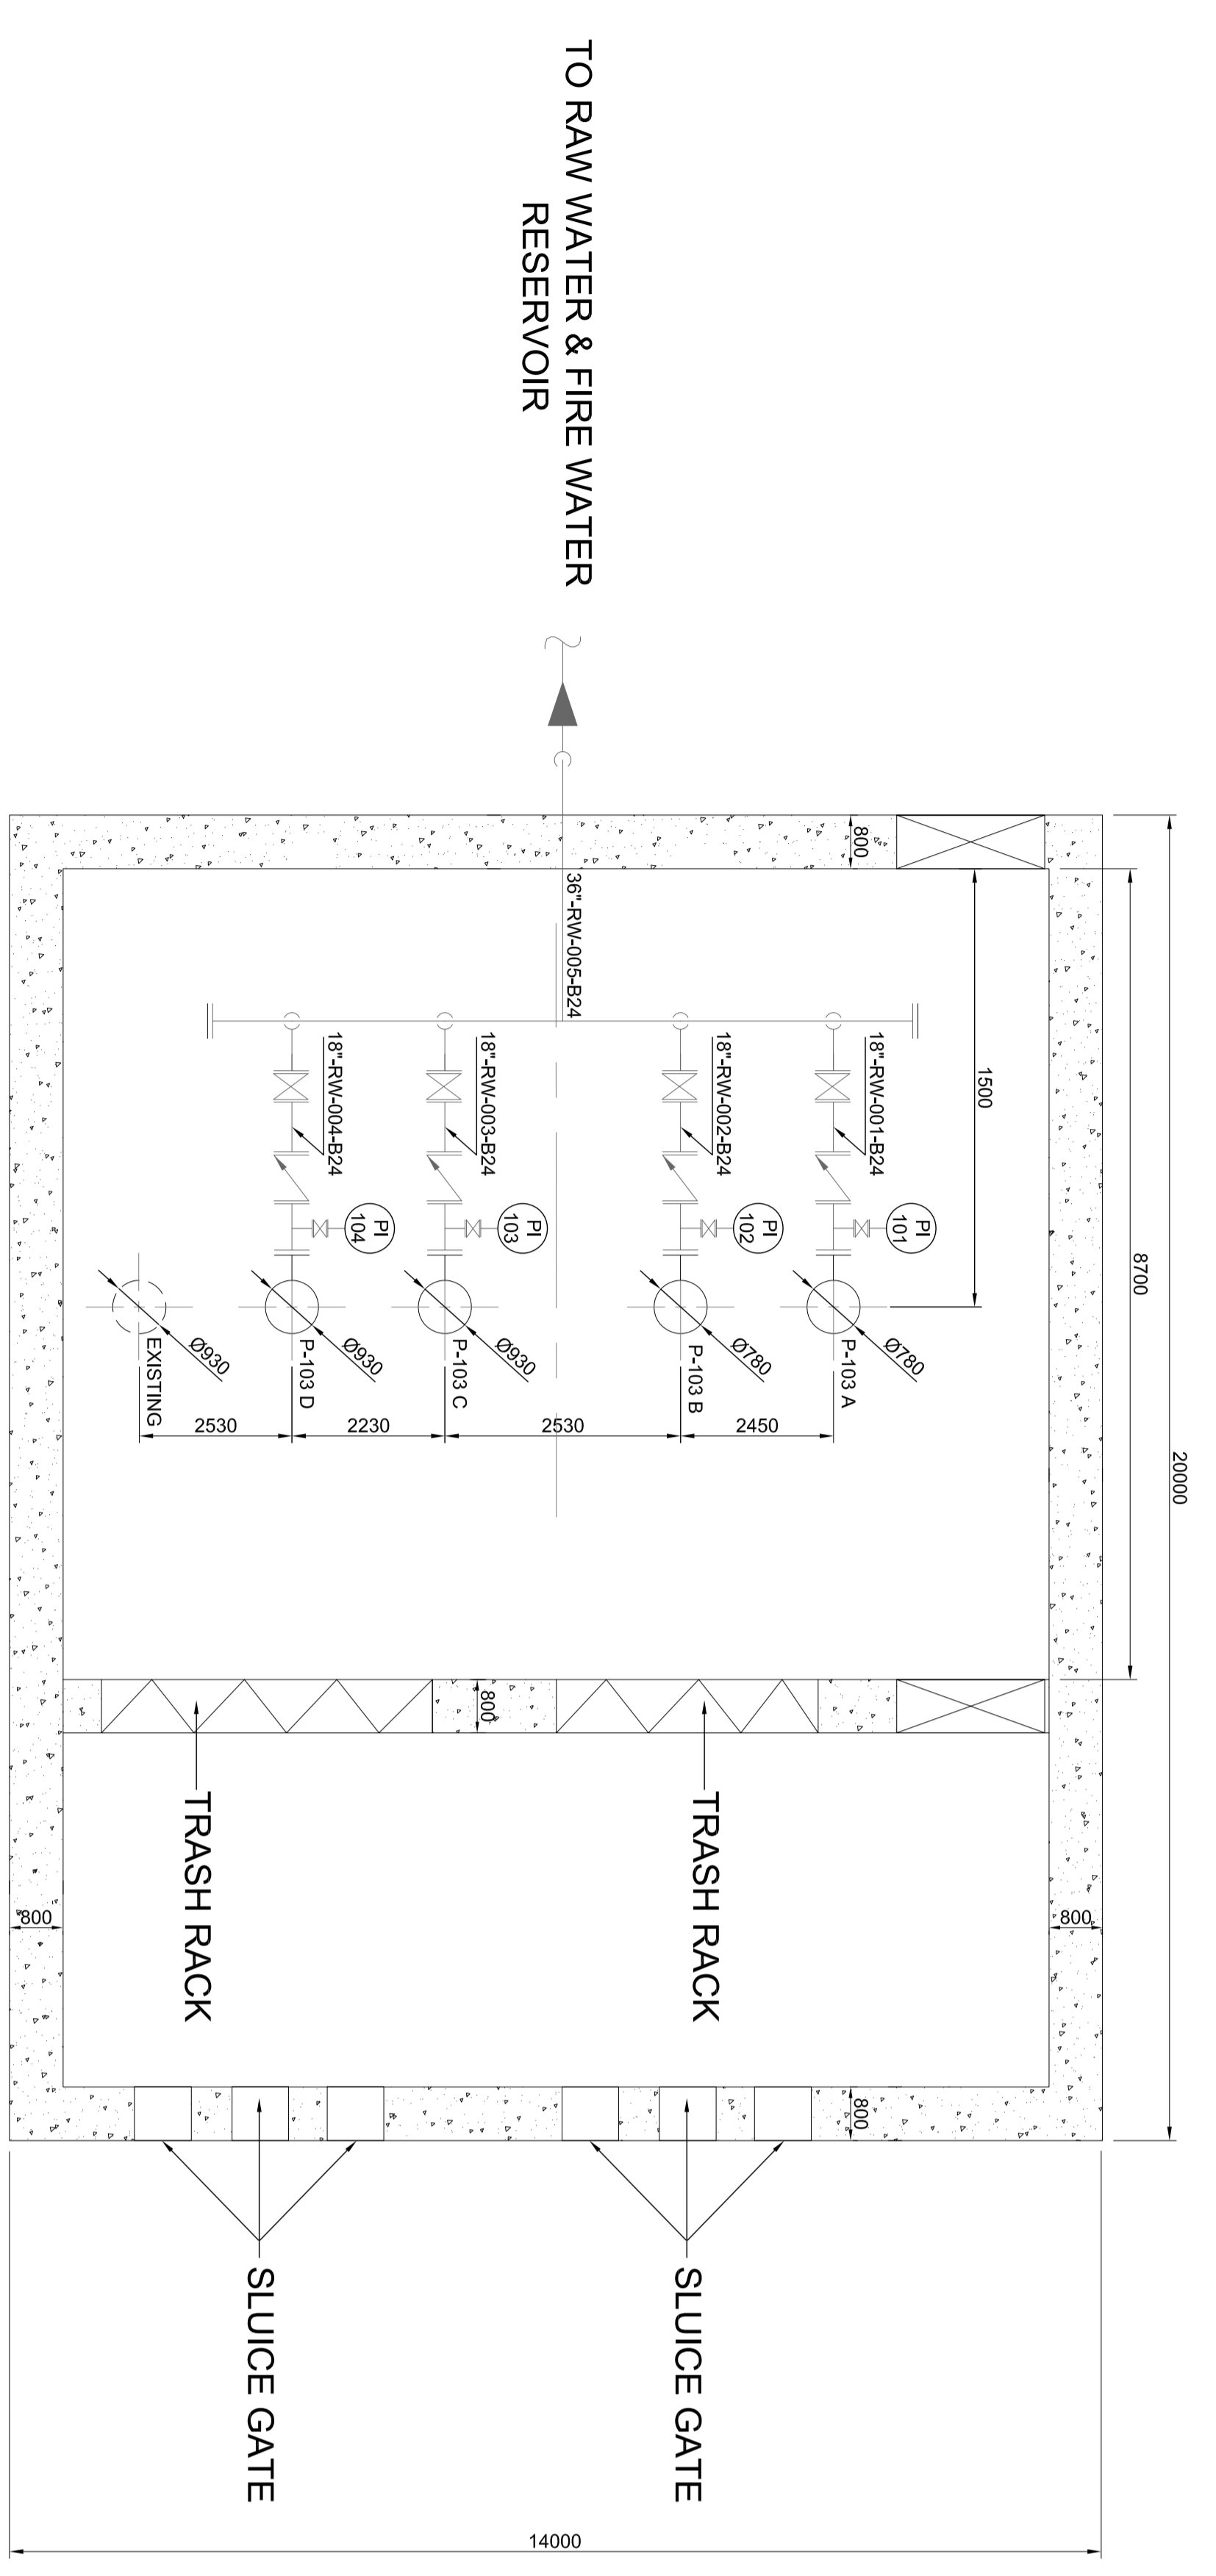 20000
8700
1500
800
TO RAW WATER & FIRE WATER
RESERVOIR
36"-RW-005-B24
18"-RW-001-B24
PI
101
Ø780
P-103 A
18"-RW-002-B24
PI
102
Ø780
P-103 B
18"-RW-003-B24
PI
103
Ø930
P-103 C
18"-RW-004-B24
PI
104
Ø930
P-103 D
Ø930
EXISTING
2450
2530
2230
2530
800
TRASH RACK
TRASH RACK
800
800
800
SLUICE GATE
SLUICE GATE
14000